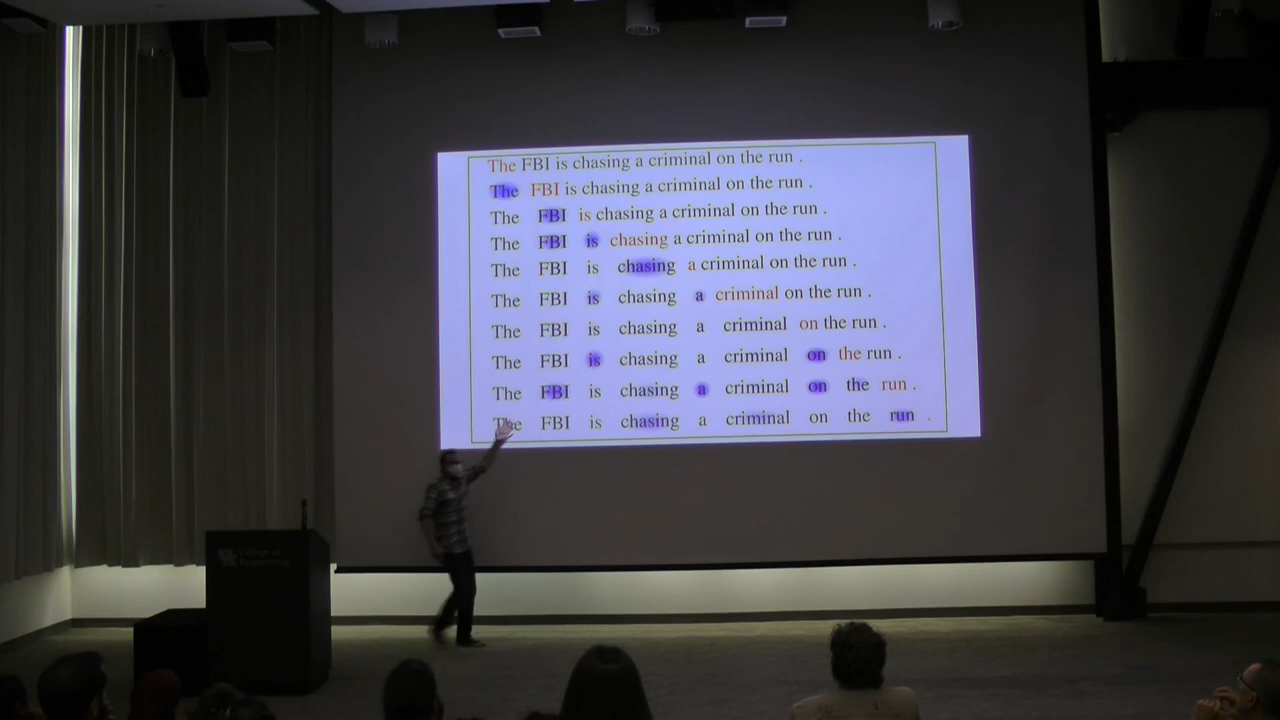 The FBI is chasing a criminal on the run .
The FBI is chasing a criminal on the run .
The FBI is chasing a criminal on the run .
The FBI is chasing a criminal on the run .
The FBI is chasing a criminal on the run .
The FBI is chasing a criminal on the run .
The FBI is chasing a criminal on the run .
The FBI is chasing a criminal on the run .
The FBI is chasing a criminal on the run .
The FBI is chasing a criminal on the run .
College of
Engineering